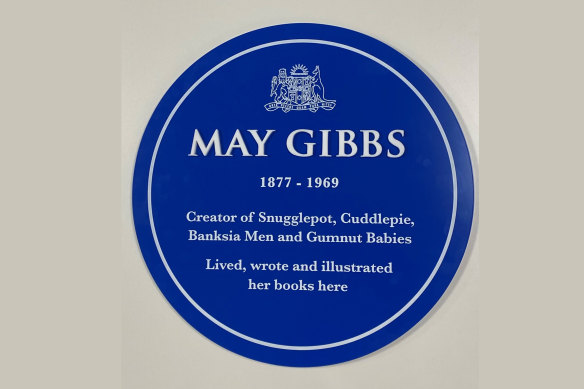 MAY GIBBS
1877 - 1969
Creator of Snugglepot, Cuddlepie,
Banksia Men and Gumnut Babies
Lived, wrote and illustrated
her books here